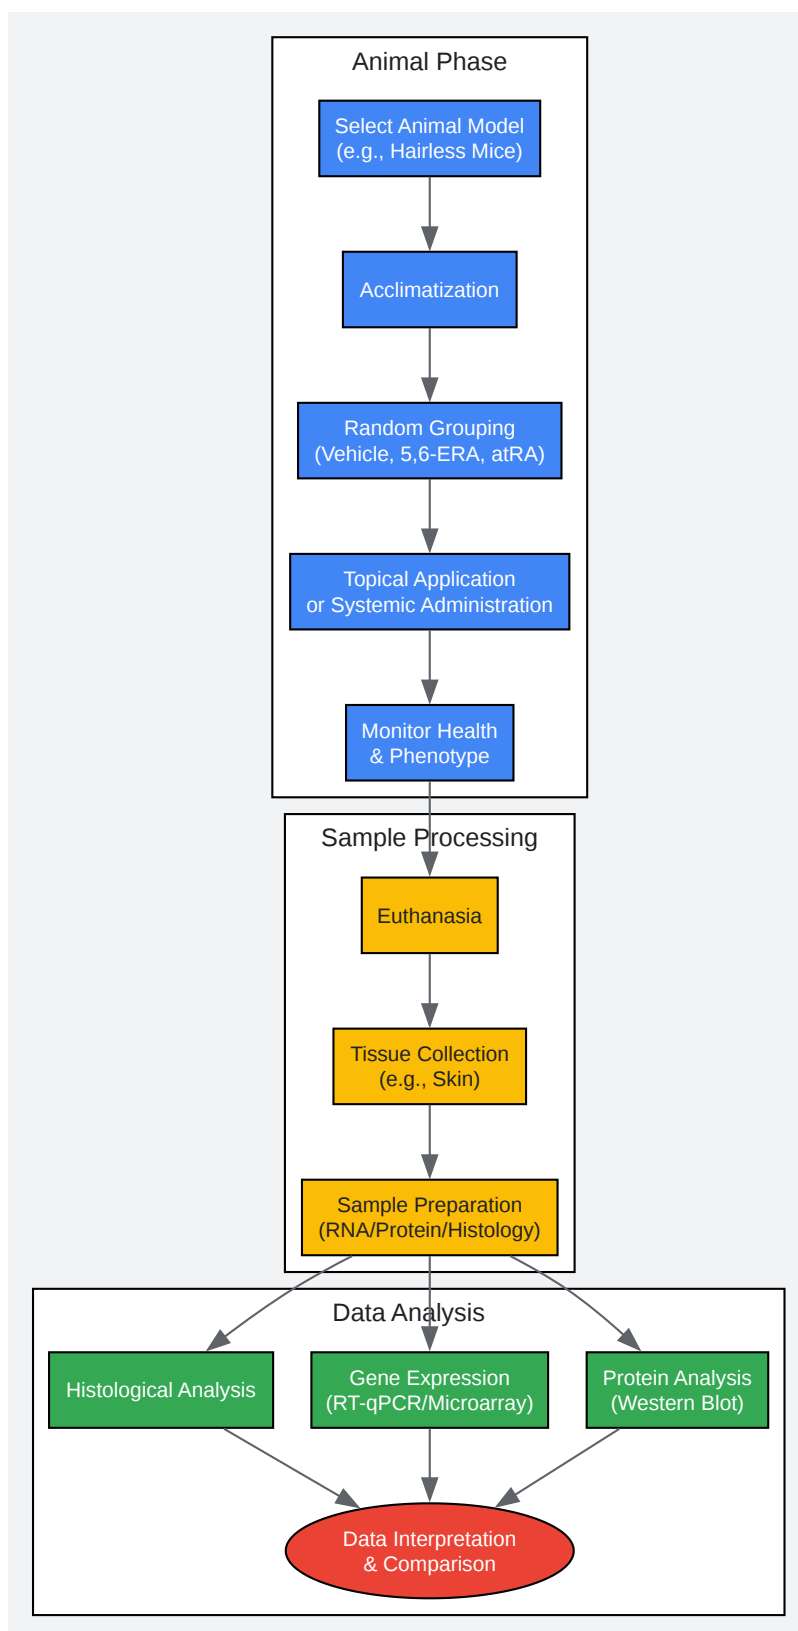 Animal Phase
Select Animal Model
(e.g., Hairless Mice)
Acclimatization
Random Grouping
(Vehicle, 5,6-ERA, atRA)
Topical Application
or Systemic Administration
Monitor Health
& Phenotype
Sample Processing
Euthanasia
Tissue Collection
(e.g., Skin)
Sample Preparation
(RNA/Protein/Histology)
Data Analysis
Histological Analysis
Gene Expression
(RT-qPCR/Microarray)
Protein Analysis
(Western Blot)
Data Interpretation
& Comparison